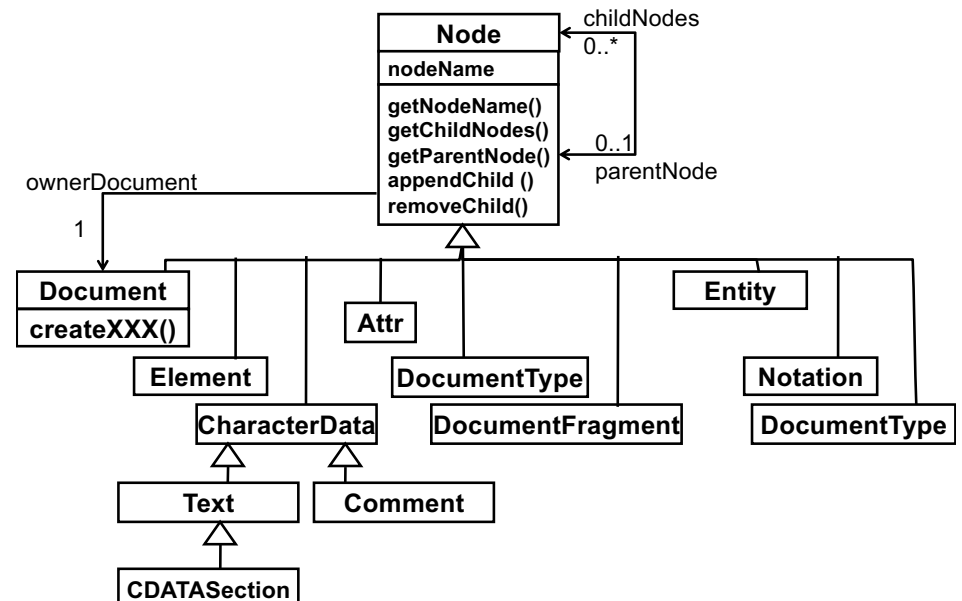 Node
nodeName
getNodeName()
getChildNodes()
getParentNode()
appendChild ()
removeChild()
childNodes
0..*
0..1
parentNode
ownerDocument
1
Document
createXXX()
Element
CharacterData
Attr
DocumentType
DocumentFragment
Entity
Notation
DocumentType
Text
Comment
CDATASection